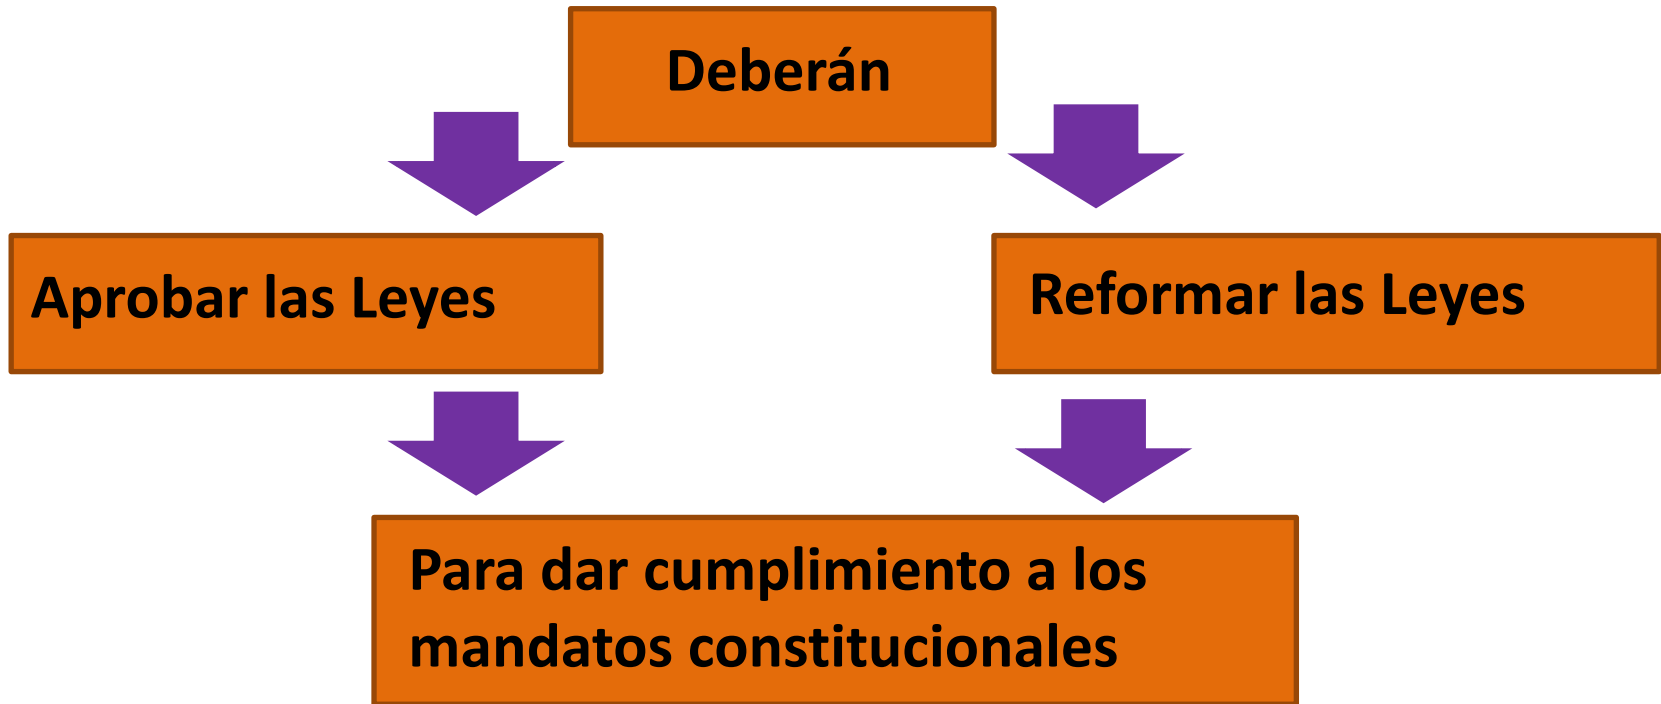 Deberán
Aprobar las Leyes
Reformar las Leyes
Para dar cumplimiento a los
mandatos constitucionales